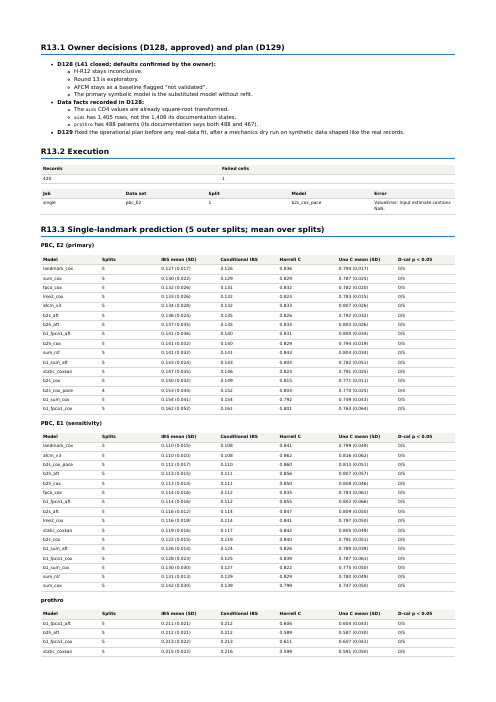 R13.1 Owner decisions (D128, approved) and plan (D129)
• D128 (L41 closed; defaults confirmed by the owner):
H-R12 stays inconclusive.
Round 13 is exploratory.
AFCM stays as a baseline flagged "not validated".
The primary symbolic model is the substituted model without refit.
• Data facts recorded in D128:
The aids CD4 values are already square-root transformed.
aids has 1,405 rows, not the 1,408 its documentation states.
prothro has 488 patients (its documentation says both 488 and 467).
• D129 fixed the operational plan before any real-data fit, after a mechanics dry run on synthetic data shaped like the real records.
R13.2 Execution
Records Failed cells
420 1
Job Data set Split Model Error
single pbc_E2 1 b2s_cox_pace ValueError: Input estimate contains
NaN.
R13.3 Single-landmark prediction (5 outer splits; mean over splits)
PBC, E2 (primary)
Model Splits IBS mean (SD) Conditional IBS Harrell C Uno C mean (SD) D-cal p < 0.05
landmark_cox 5 0.127 (0.017) 0.126 0.836 0.794 (0.017) 0/5
sum_cox 5 0.130 (0.022) 0.129 0.829 0.787 (0.025) 0/5
fpca_cox 5 0.132 (0.026) 0.131 0.832 0.782 (0.020) 0/5
lme2_cox 5 0.133 (0.026) 0.132 0.824 0.783 (0.015) 0/5
afcm_v3 5 0.134 (0.028) 0.132 0.833 0.807 (0.026) 0/5
b2s_aft 5 0.136 (0.024) 0.135 0.826 0.792 (0.032) 0/5
b2h_aft 5 0.137 (0.035) 0.135 0.834 0.803 (0.026) 0/5
b1_fpca1_aft 5 0.141 (0.036) 0.140 0.831 0.800 (0.034) 0/5
b2h_cox 5 0.141 (0.032) 0.140 0.829 0.794 (0.019) 0/5
sum_rsf 5 0.141 (0.032) 0.141 0.843 0.804 (0.034) 0/5
b1_sum_aft 5 0.143 (0.024) 0.143 0.804 0.782 (0.051) 0/5
static_coxkan 5 0.147 (0.035) 0.146 0.824 0.791 (0.025) 0/5
b2s_cox 5 0.150 (0.032) 0.149 0.815 0.771 (0.011) 0/5
b2s_cox_pace 4 0.153 (0.044) 0.152 0.804 0.770 (0.025) 0/4
b1_sum_cox 5 0.154 (0.041) 0.154 0.792 0.749 (0.043) 0/5
b1_fpca1_cox 5 0.162 (0.052) 0.161 0.801 0.763 (0.064) 0/5
PBC, E1 (sensitivity)
Model Splits IBS mean (SD) Conditional IBS Harrell C Uno C mean (SD) D-cal p < 0.05
landmark_cox 5 0.110 (0.015) 0.108 0.841 0.799 (0.049) 0/5
afcm_v3 5 0.110 (0.010) 0.108 0.862 0.816 (0.062) 0/5
b2s_cox_pace 5 0.112 (0.017) 0.110 0.860 0.813 (0.051) 0/5
b2h_aft 5 0.113 (0.015) 0.111 0.856 0.807 (0.057) 0/5
b2h_cox 5 0.113 (0.014) 0.111 0.850 0.808 (0.046) 0/5
fpca_cox 5 0.114 (0.016) 0.112 0.835 0.783 (0.061) 0/5
b1_fpca1_aft 5 0.114 (0.016) 0.112 0.855 0.802 (0.066) 0/5
b2s_aft 5 0.116 (0.012) 0.114 0.847 0.809 (0.050) 0/5
lme2_cox 5 0.116 (0.019) 0.114 0.841 0.797 (0.050) 0/5
static_coxkan 5 0.119 (0.016) 0.117 0.842 0.805 (0.049) 0/5
b2s_cox 5 0.122 (0.015) 0.119 0.840 0.791 (0.051) 0/5
b1_sum_aft 5 0.126 (0.014) 0.124 0.826 0.789 (0.039) 0/5
b1_fpca1_cox 5 0.128 (0.023) 0.125 0.839 0.787 (0.061) 0/5
b1_sum_cox 5 0.130 (0.030) 0.127 0.822 0.775 (0.050) 0/5
sum_rsf 5 0.131 (0.013) 0.129 0.829 0.780 (0.049) 0/5
sum_cox 5 0.142 (0.030) 0.139 0.799 0.747 (0.050) 0/5
prothro
Model Splits IBS mean (SD) Conditional IBS Harrell C Uno C mean (SD) D-cal p < 0.05
b1_fpca1_aft 5 0.211 (0.021) 0.212 0.606 0.604 (0.043) 0/5
b2h_aft 5 0.212 (0.021) 0.212 0.589 0.587 (0.030) 0/5
b1_fpca1_cox 5 0.213 (0.022) 0.213 0.611 0.607 (0.041) 0/5
static_coxkan 5 0.215 (0.022) 0.216 0.599 0.591 (0.050) 0/5